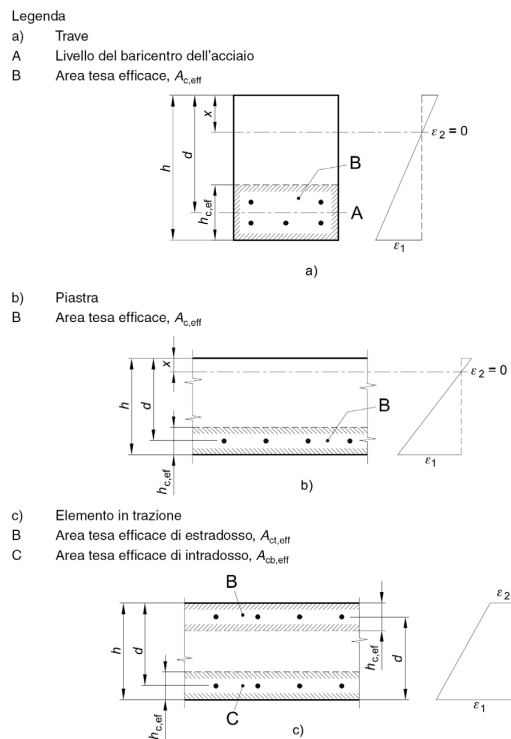 Legenda
a) Trave
A Livello del baricentro dell'acciaio
B Area tesa efficace, Ac,eff
x
ε2 = 0
h
d
B
hc,ef
A
ε1
a)
b) Piastra
B Area tesa efficace, Ac,eff
x
ε2 = 0
h
d
B
ε1
hc,ef
b)
c) Elemento in trazione
B Area tesa efficace di estradosso, Act,eff
C Area tesa efficace di intradosso, Acb,eff
B
ε2
h
d
hc,ef
d
ε1
hc,ef
C
c)